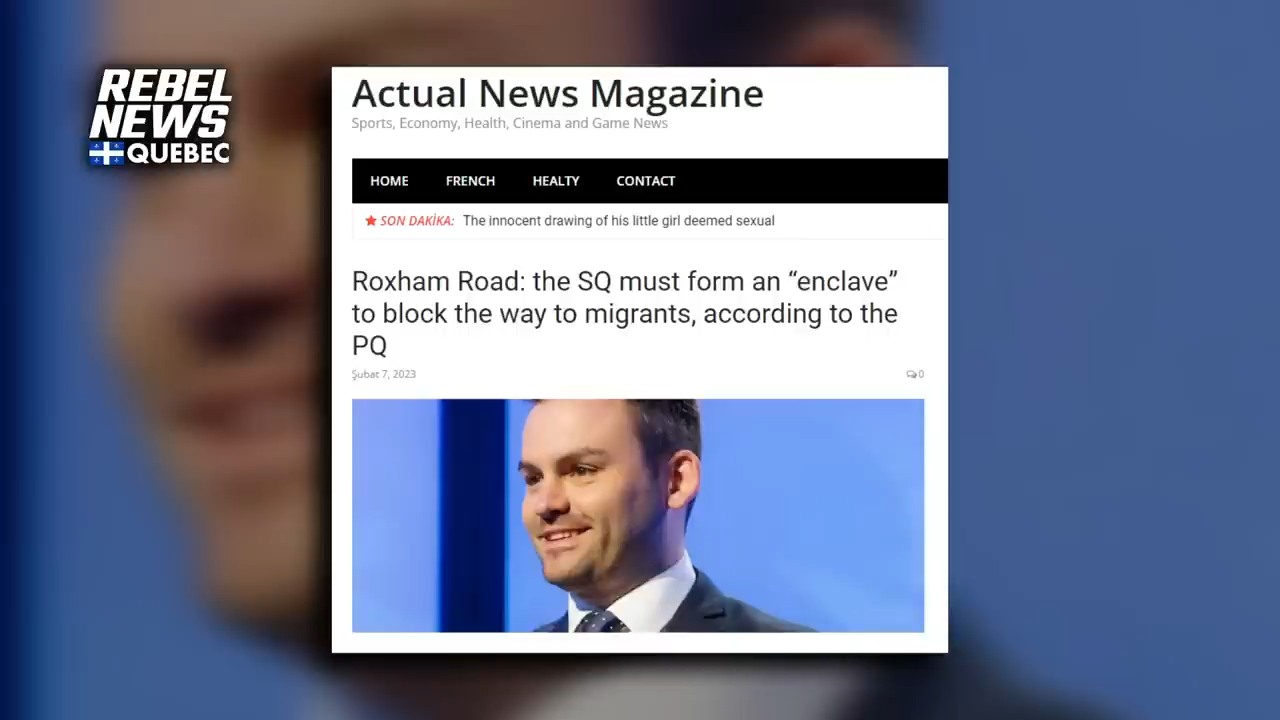 REBEL
NEWS
QUEBEC
Actual News Magazine
Sports, Economy, Health, Cinema and Game News
HOME FRENCH HEALTY CONTACT
SON DAKİKA: The innocent drawing of his little girl deemed sexual
Roxham Road: the SQ must form an “enclave”
to block the way to migrants, according to the
PQ
Şubat 7, 2023 0